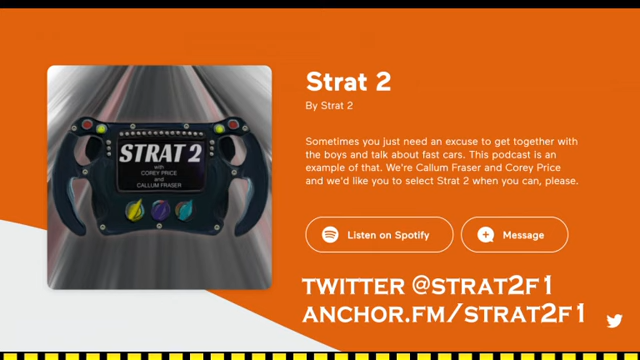 Strat 2
By Strat 2
Sometimes you just need an excuse to get together with
the boys and talk about fast cars. This podcast is an
example of that. We're Callum Fraser and Corey Price
and we'd like you to select Strat 2 when you can, please.
STRAT 2
with
COREY PRICE
and
CALLUM FRASER
Listen on Spotify
Message
TWITTER @STRAT2F1
ANCHOR.FM/STRAT2F1